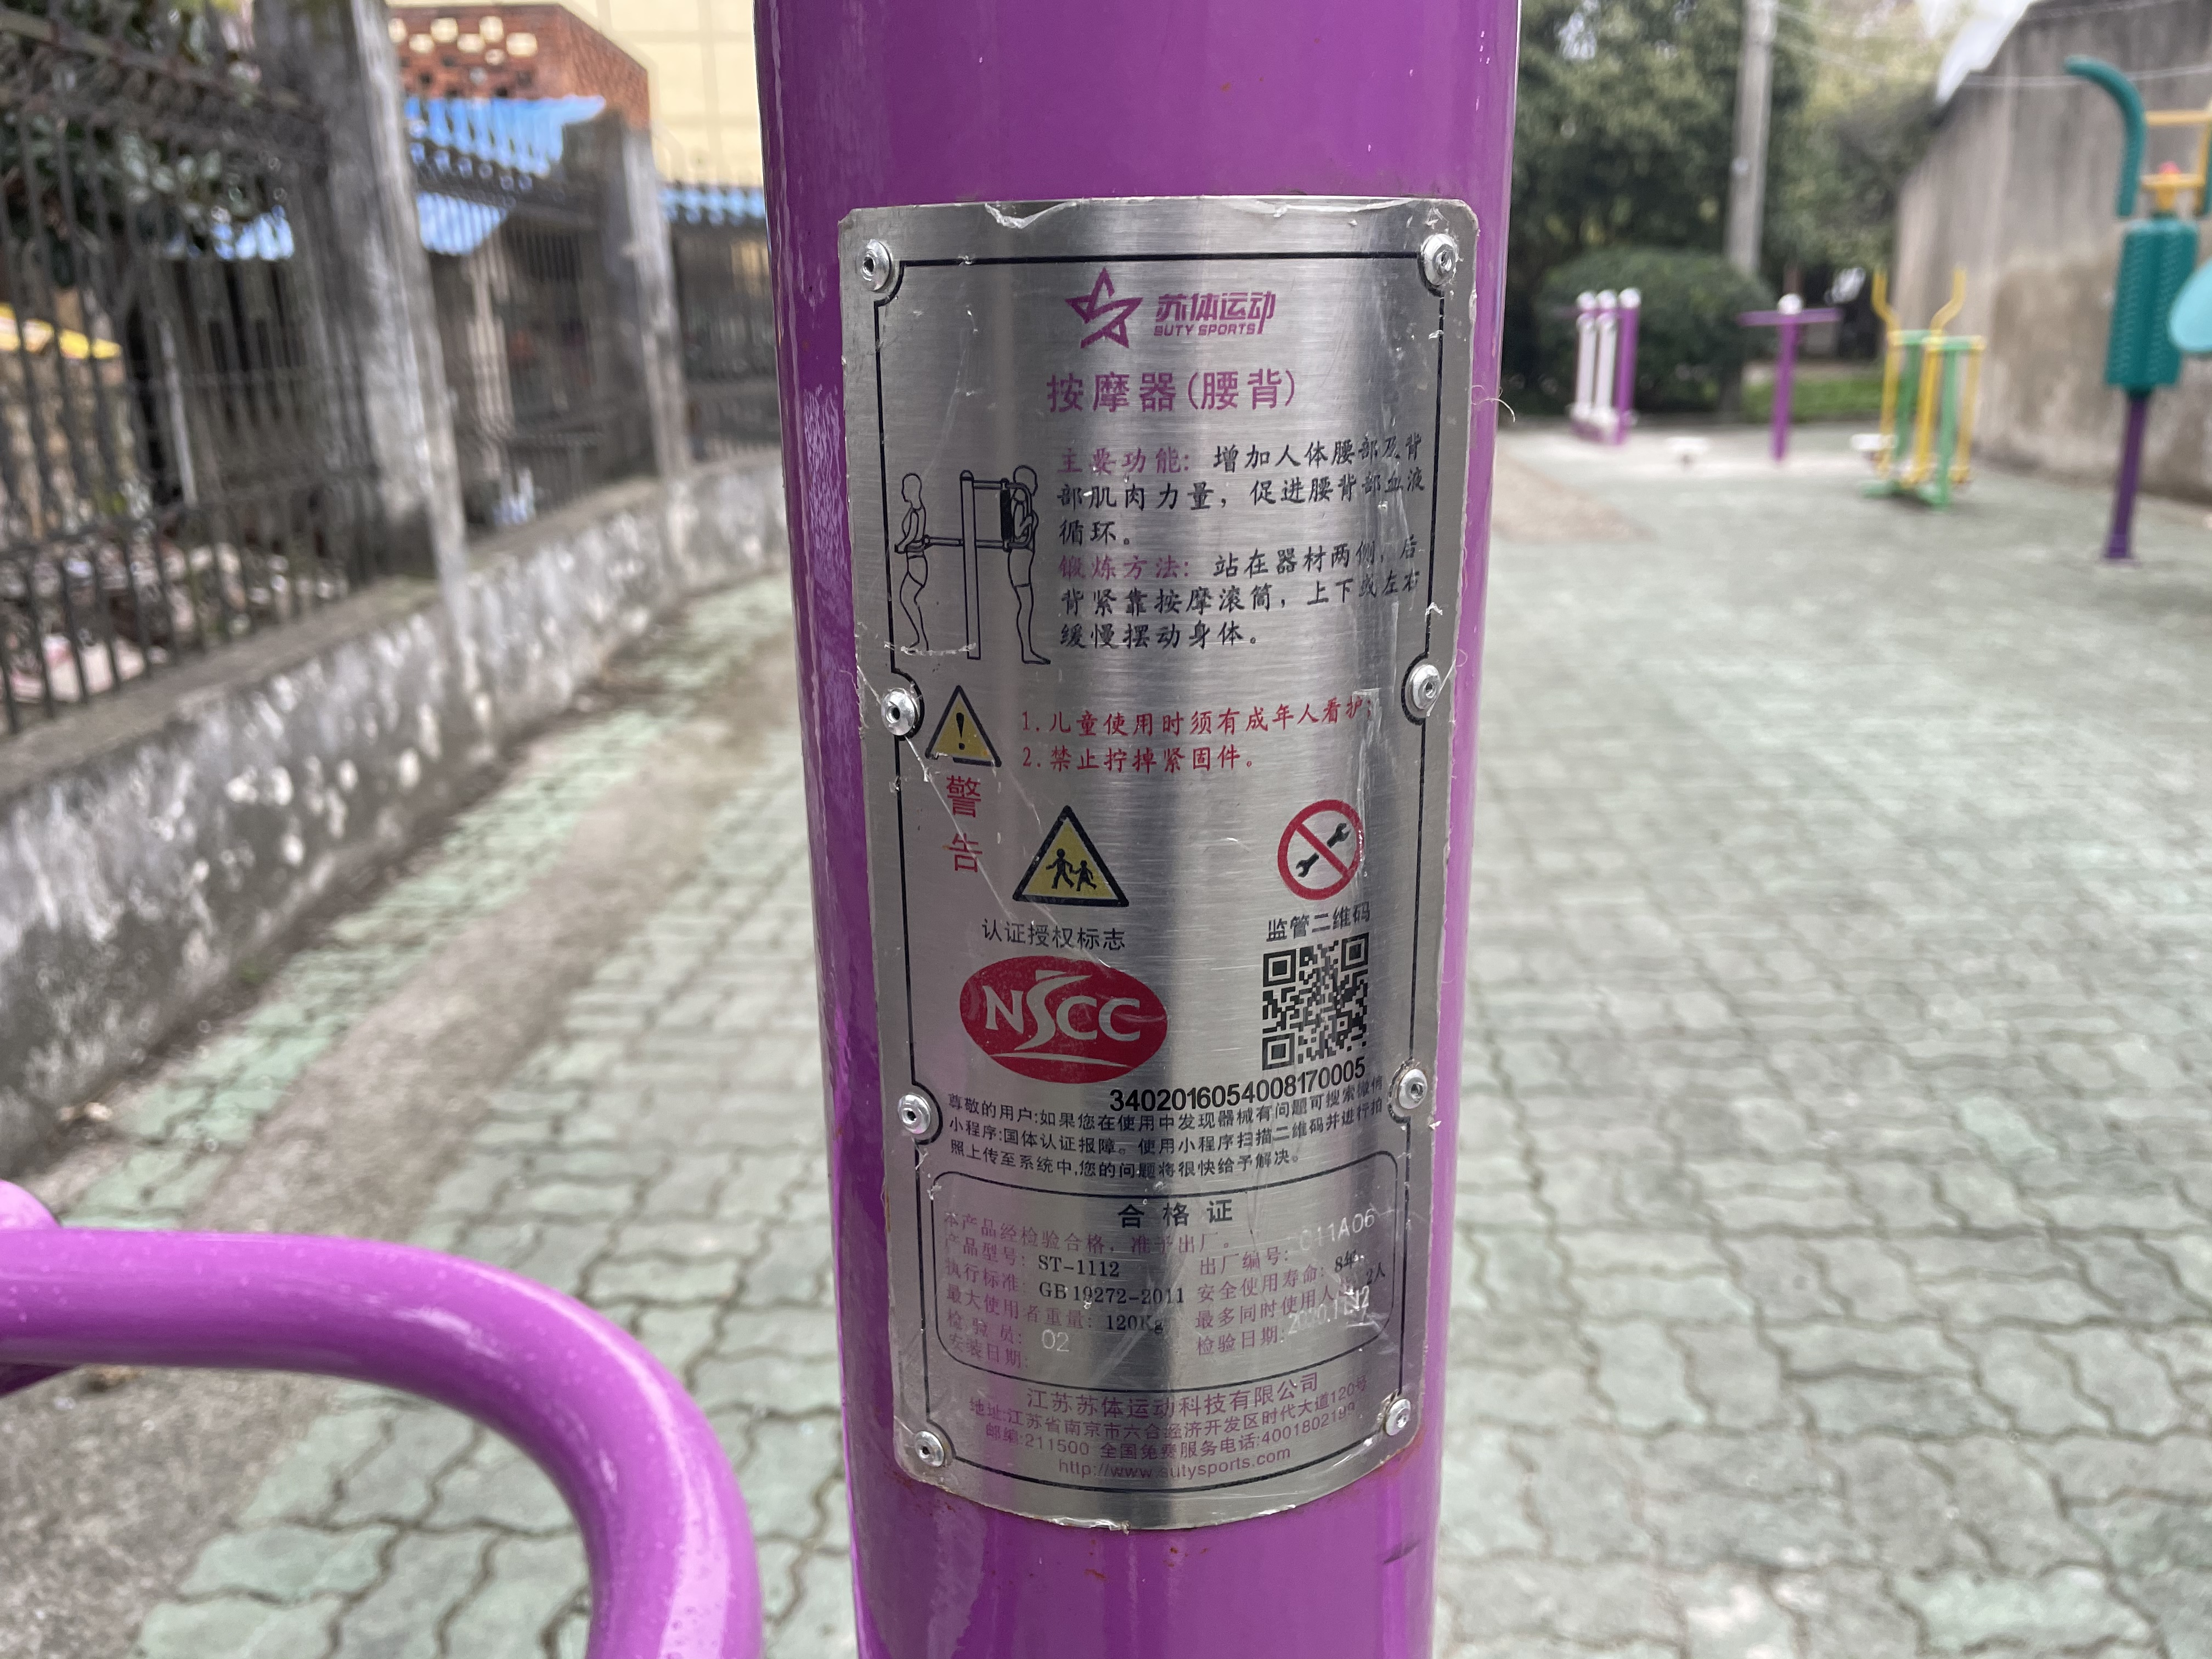 苏体运动
SUTY SPORTS
按摩器(腰背)
主要功能: 增加人体腰部及背
部肌肉力量，促进腰背部血液
循环。
锻炼方法: 站在器材两侧，后
背紧靠按摩滚筒，上下或左右
缓慢摆动身体。
1.儿童使用时须有成年人看护;
2.禁止拧掉紧固件。
警告
认证授权标志
监管二维码
NSCC
3402016054008170005
尊敬的用户:如果您在使用中发现器械有问题可搜索微信
小程序:国体认证报障。使用小程序扫描二维码并进行拍
照上传至系统中,您的问题将很快给予解决。
合格证
本产品经检验合格，准予出厂。
产品型号: ST-1112 出厂编号: 011A06
执行标准: GB 19272-2011 安全使用寿命: 8年
最大使用者重量: 120Kg 最多同时使用人 2人
检验员: 02 检验日期:
安装日期:
江苏苏体运动科技有限公司
地址:江苏省南京市六合经济开发区时代大道120号
邮编:211500 全国免费服务电话:4001802199
http://www.sutysports.com